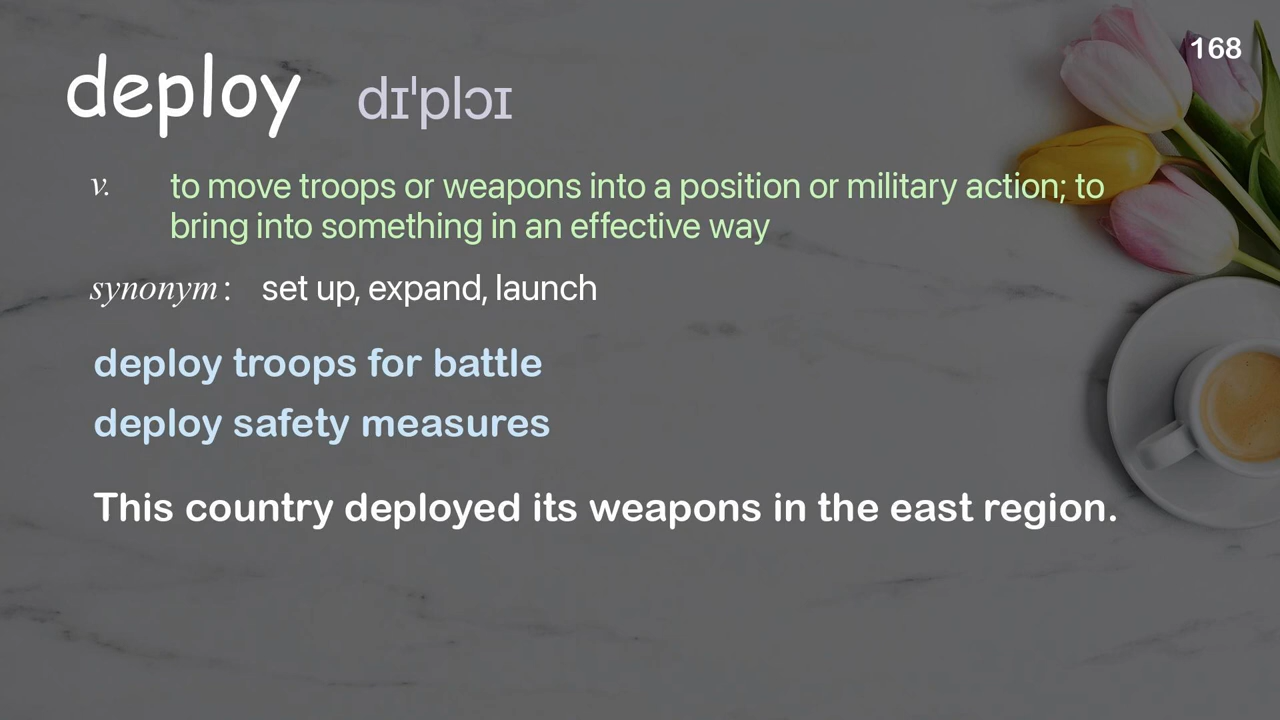 168
deploy dɪˈplɔɪ
v. to move troops or weapons into a position or military action; to
bring into something in an effective way
synonym: set up, expand, launch
deploy troops for battle
deploy safety measures
This country deployed its weapons in the east region.